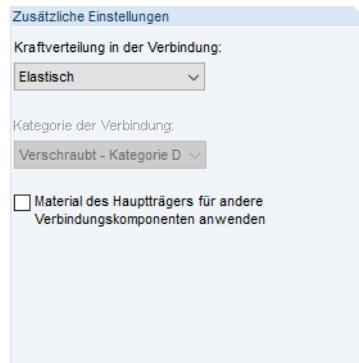 Zusätzliche Einstellungen
Kraftverteilung in der Verbindung:
Elastisch
Kategorie der Verbindung:
Verschraubt - Kategorie D
Material des Hauptträgers für andere
Verbindungskomponenten anwenden